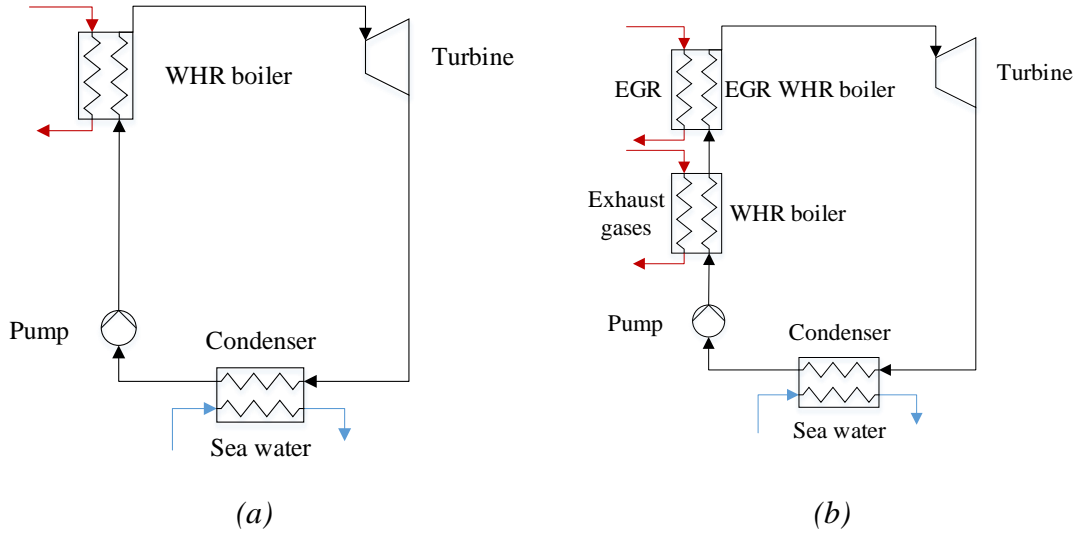 WHR boiler
Turbine
Pump
Condenser
Sea water
(a)
EGR
EGR WHR boiler
Turbine
Exhaust
gases
WHR boiler
Pump
Condenser
Sea water
(b)